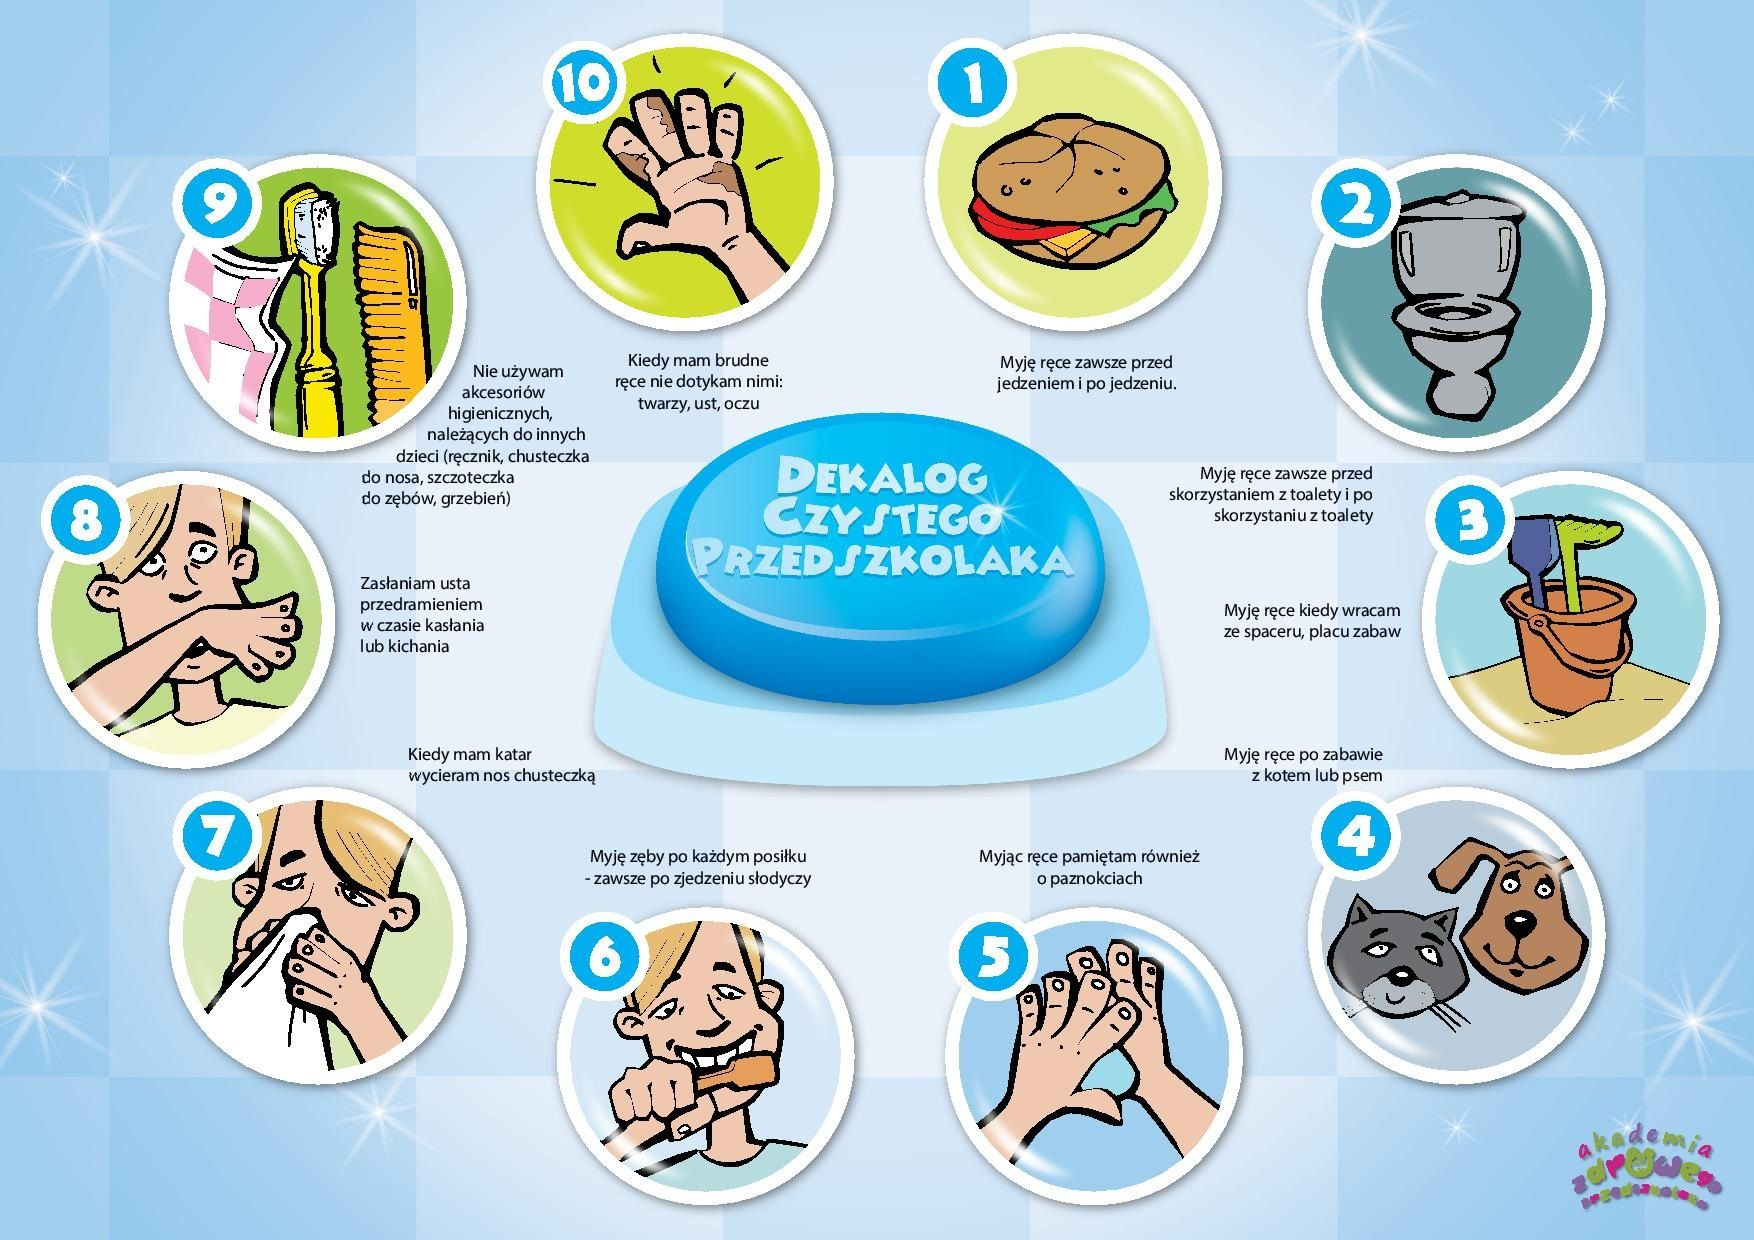 DEKALOG
CZYSTEGO
PRZEDSZKOLAKA
1
Myję ręce zawsze przed
jedzeniem i po jedzeniu.
2
Myję ręce zawsze przed
skorzystaniem z toalety i po
skorzystaniu z toalety
3
Myję ręce kiedy wracam
ze spaceru, placu zabaw
4
Myję ręce po zabawie
z kotem lub psem
5
Myjąc ręce pamiętam również
o paznokciach
6
Myję zęby po każdym posiłku
- zawsze po zjedzeniu słodyczy
7
Kiedy mam katar
wycieram nos chusteczką
8
Zasłaniam usta
przedramieniem
w czasie kasłania
lub kichania
9
Nie używam
akcesoriów
higienicznych,
należących do innych
dzieci (ręcznik, chusteczka
do nosa, szczoteczka
do zębów, grzebień)
10
Kiedy mam brudne
ręce nie dotykam nimi:
twarzy, ust, oczu
akademia
zdrowego
przedszkolaka